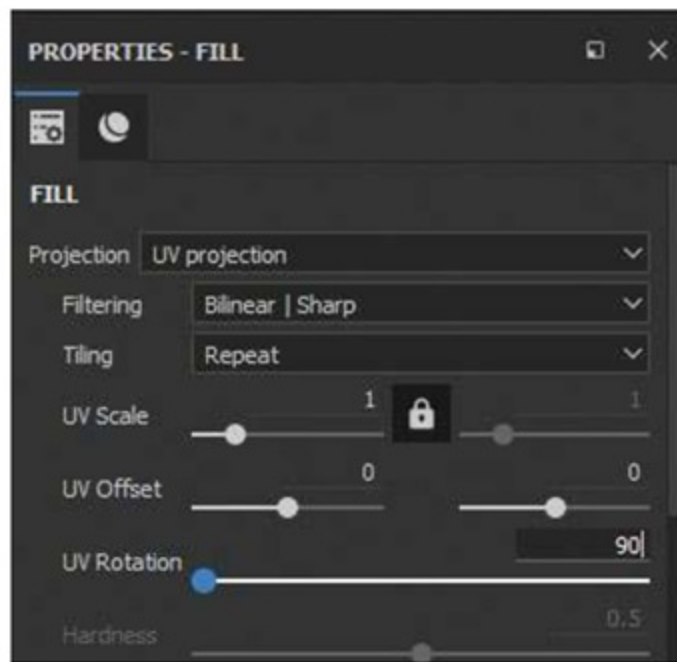 PROPERTIES - FILL
FILL
Projection UV projection
Filtering Bilinear | Sharp
Tiling Repeat
UV Scale 1 1
UV Offset 0 0
UV Rotation 90
Hardness 0.5